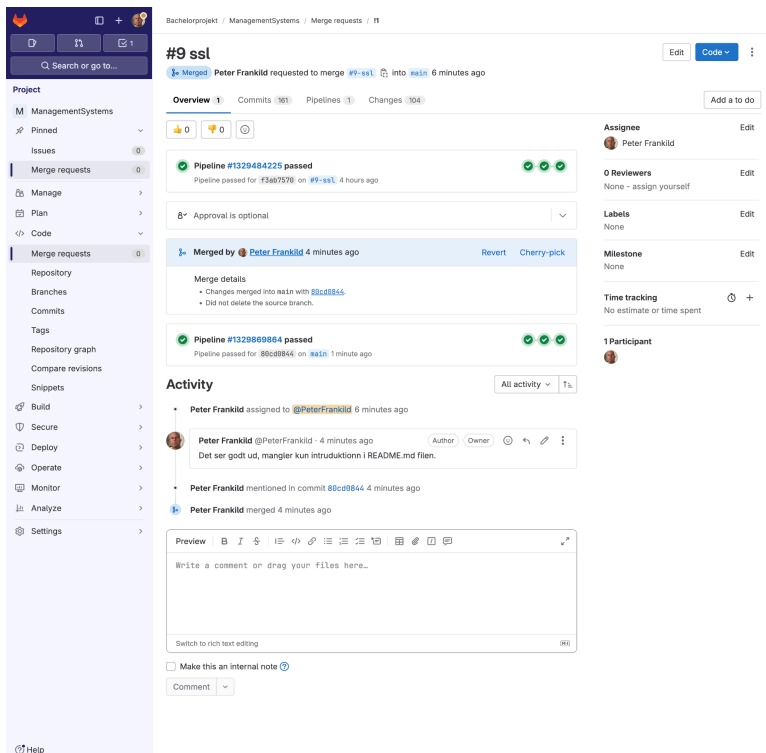 Bachelorprojekt / ManagementSystems / Merge requests / !11
1
Search or go to...
Project
M ManagementSystems
Pinned
Issues 0
Merge requests 0
Manage
Plan
Code
Merge requests 0
Repository
Branches
Commits
Tags
Repository graph
Compare revisions
Snippets
Build
Secure
Deploy
Operate
Monitor
Analyze
Settings
Help
#9 ssl
Edit Code
Merged Peter Frankild requested to merge #9-ssl into main 6 minutes ago
Overview 1 Commits 161 Pipelines 1 Changes 104
Add a to do
0 0
Pipeline #1329484225 passed
Pipeline passed for f3ab7570 on #9-ssl 4 hours ago
Approval is optional
Merged by Peter Frankild 4 minutes ago Revert Cherry-pick
Merge details
• Changes merged into main with 80cd0844.
• Did not delete the source branch.
Pipeline #1329869864 passed
Pipeline passed for 80cd0844 on main 1 minute ago
Activity
All activity
Peter Frankild assigned to @PeterFrankild 6 minutes ago
Peter Frankild @PeterFrankild · 4 minutes ago Author Owner
Det ser godt ud, mangler kun intruduktionn i README.md filen.
Peter Frankild mentioned in commit 80cd0844 4 minutes ago
Peter Frankild merged 4 minutes ago
Preview B I S
Write a comment or drag your files here…
Switch to rich text editing
Make this an internal note
Comment
Assignee Edit
Peter Frankild
0 Reviewers Edit
None - assign yourself
Labels Edit
None
Milestone Edit
None
Time tracking
No estimate or time spent
1 Participant